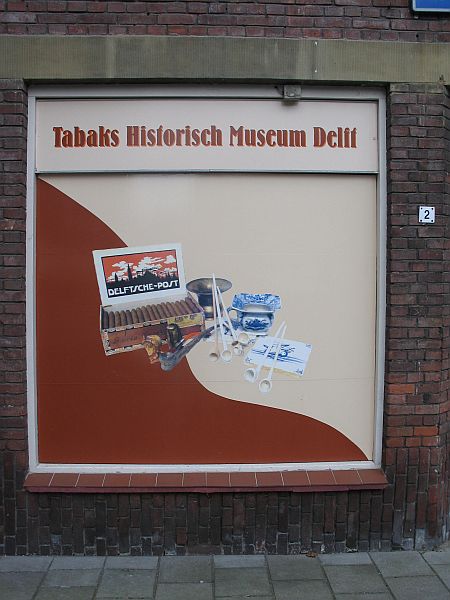 Tabaks Historisch Museum Delft
DELFTSCHE-POST
2